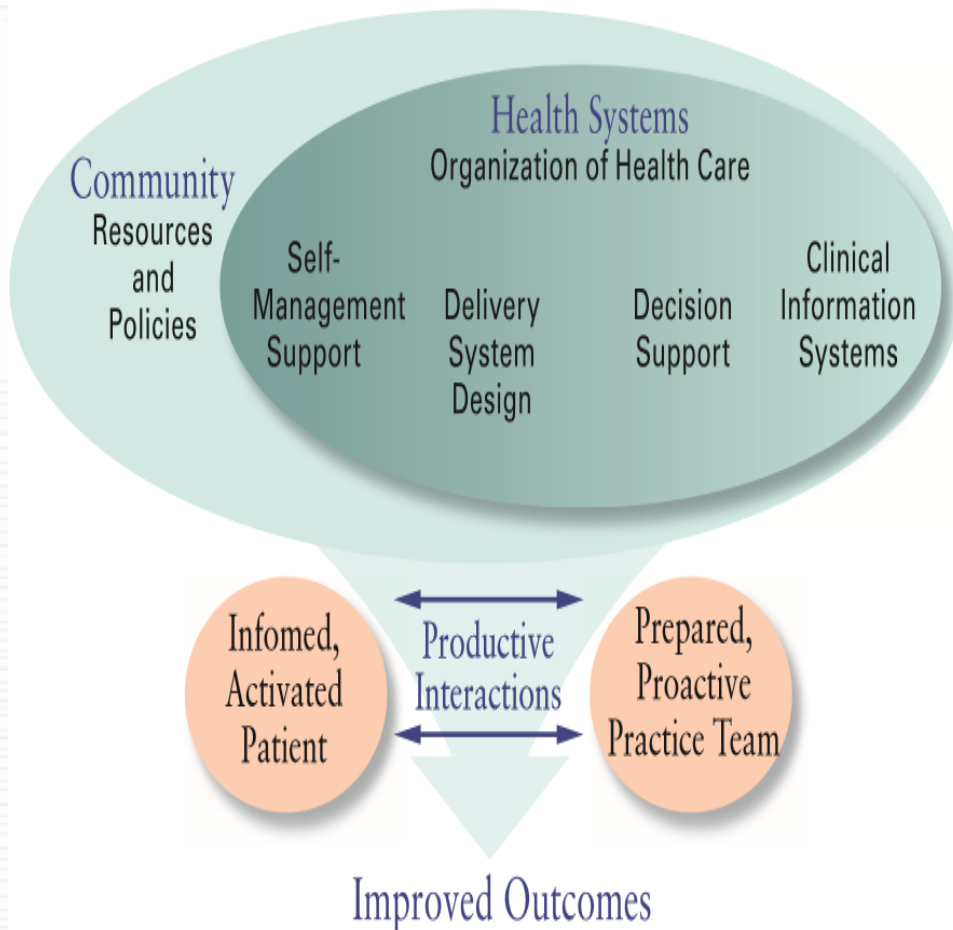 Health Systems
Organization of Health Care
Community
Resources
and
Policies
Self-
Management
Support
Delivery
System
Design
Decision
Support
Clinical
Information
Systems
Infomed,
Activated
Patient
Productive
Interactions
Prepared,
Proactive
Practice Team
Improved Outcomes